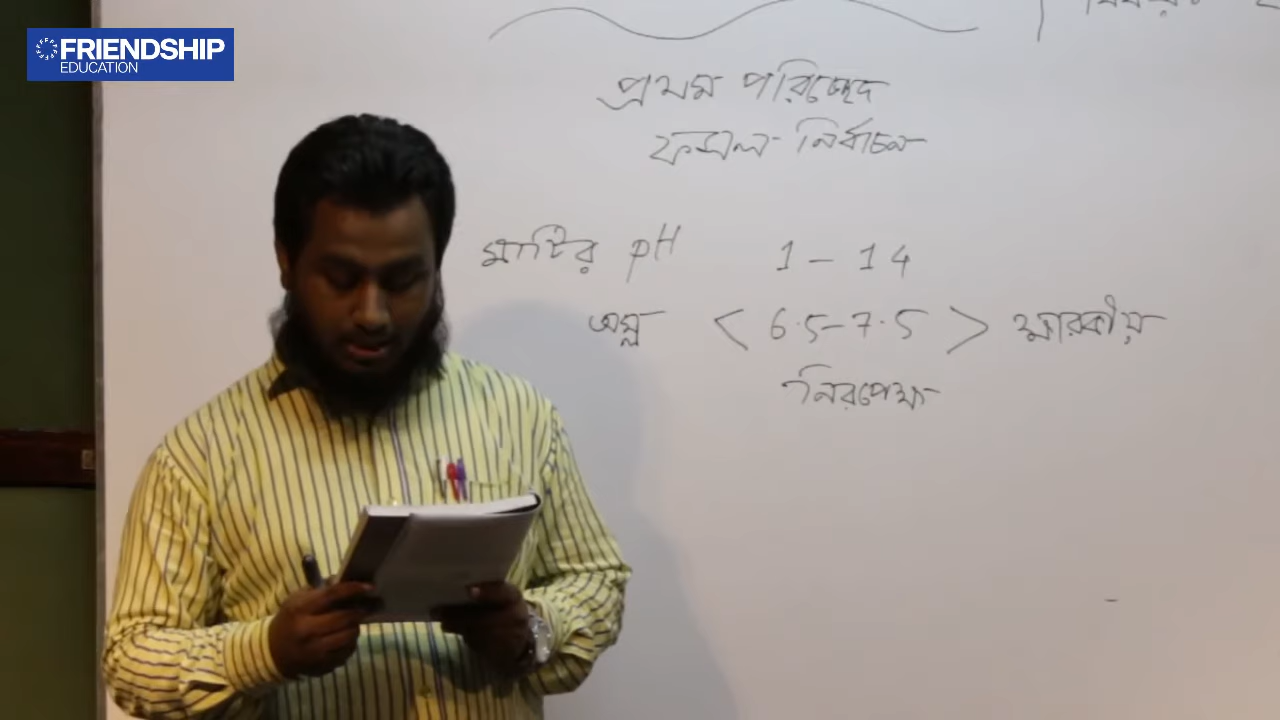 FRIENDSHIP
EDUCATION
প্রথম পরিচ্ছেদ
ফসল নির্বাচন
মাটির pH 1 – 14
অম্ল < 6.5 – 7.5 > ক্ষারকীয়
নিরপেক্ষ